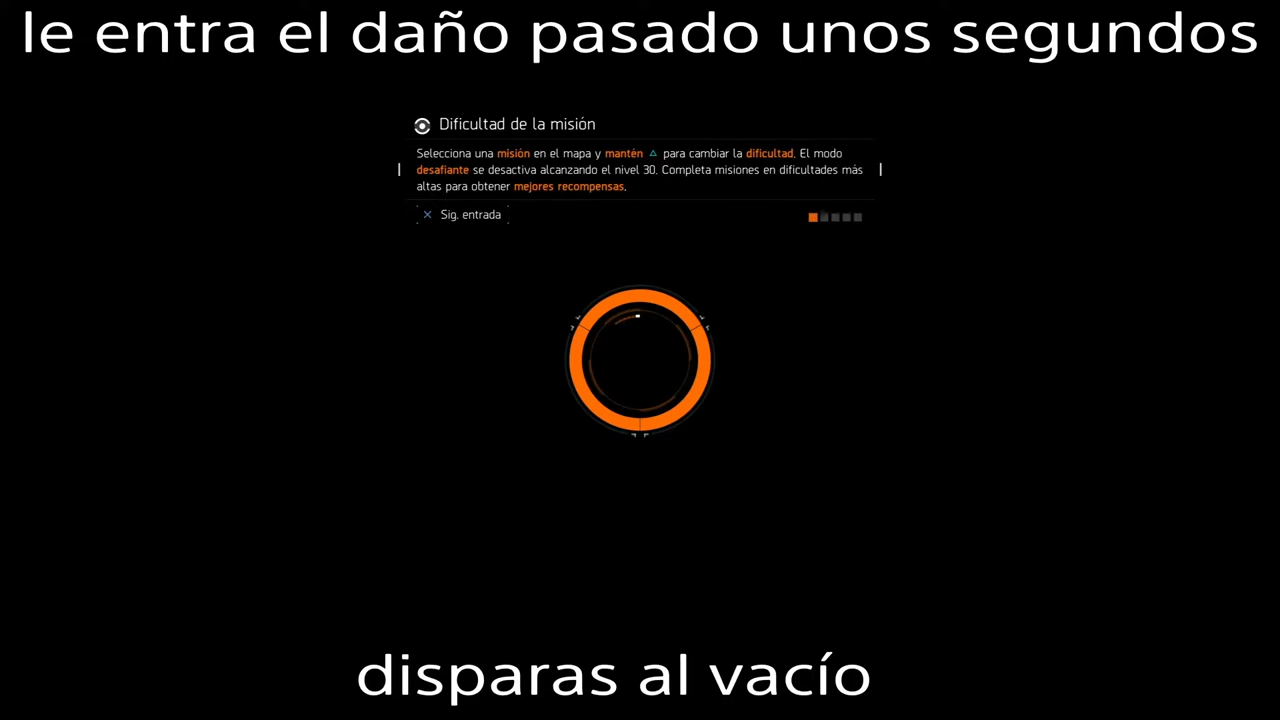 le entra el daño pasado unos segundos
Dificultad de la misión
Selecciona una misión en el mapa y mantén △ para cambiar la dificultad. El modo
desafiante se desactiva alcanzando el nivel 30. Completa misiones en dificultades más
altas para obtener mejores recompensas.
✕ Sig. entrada
disparas al vacío